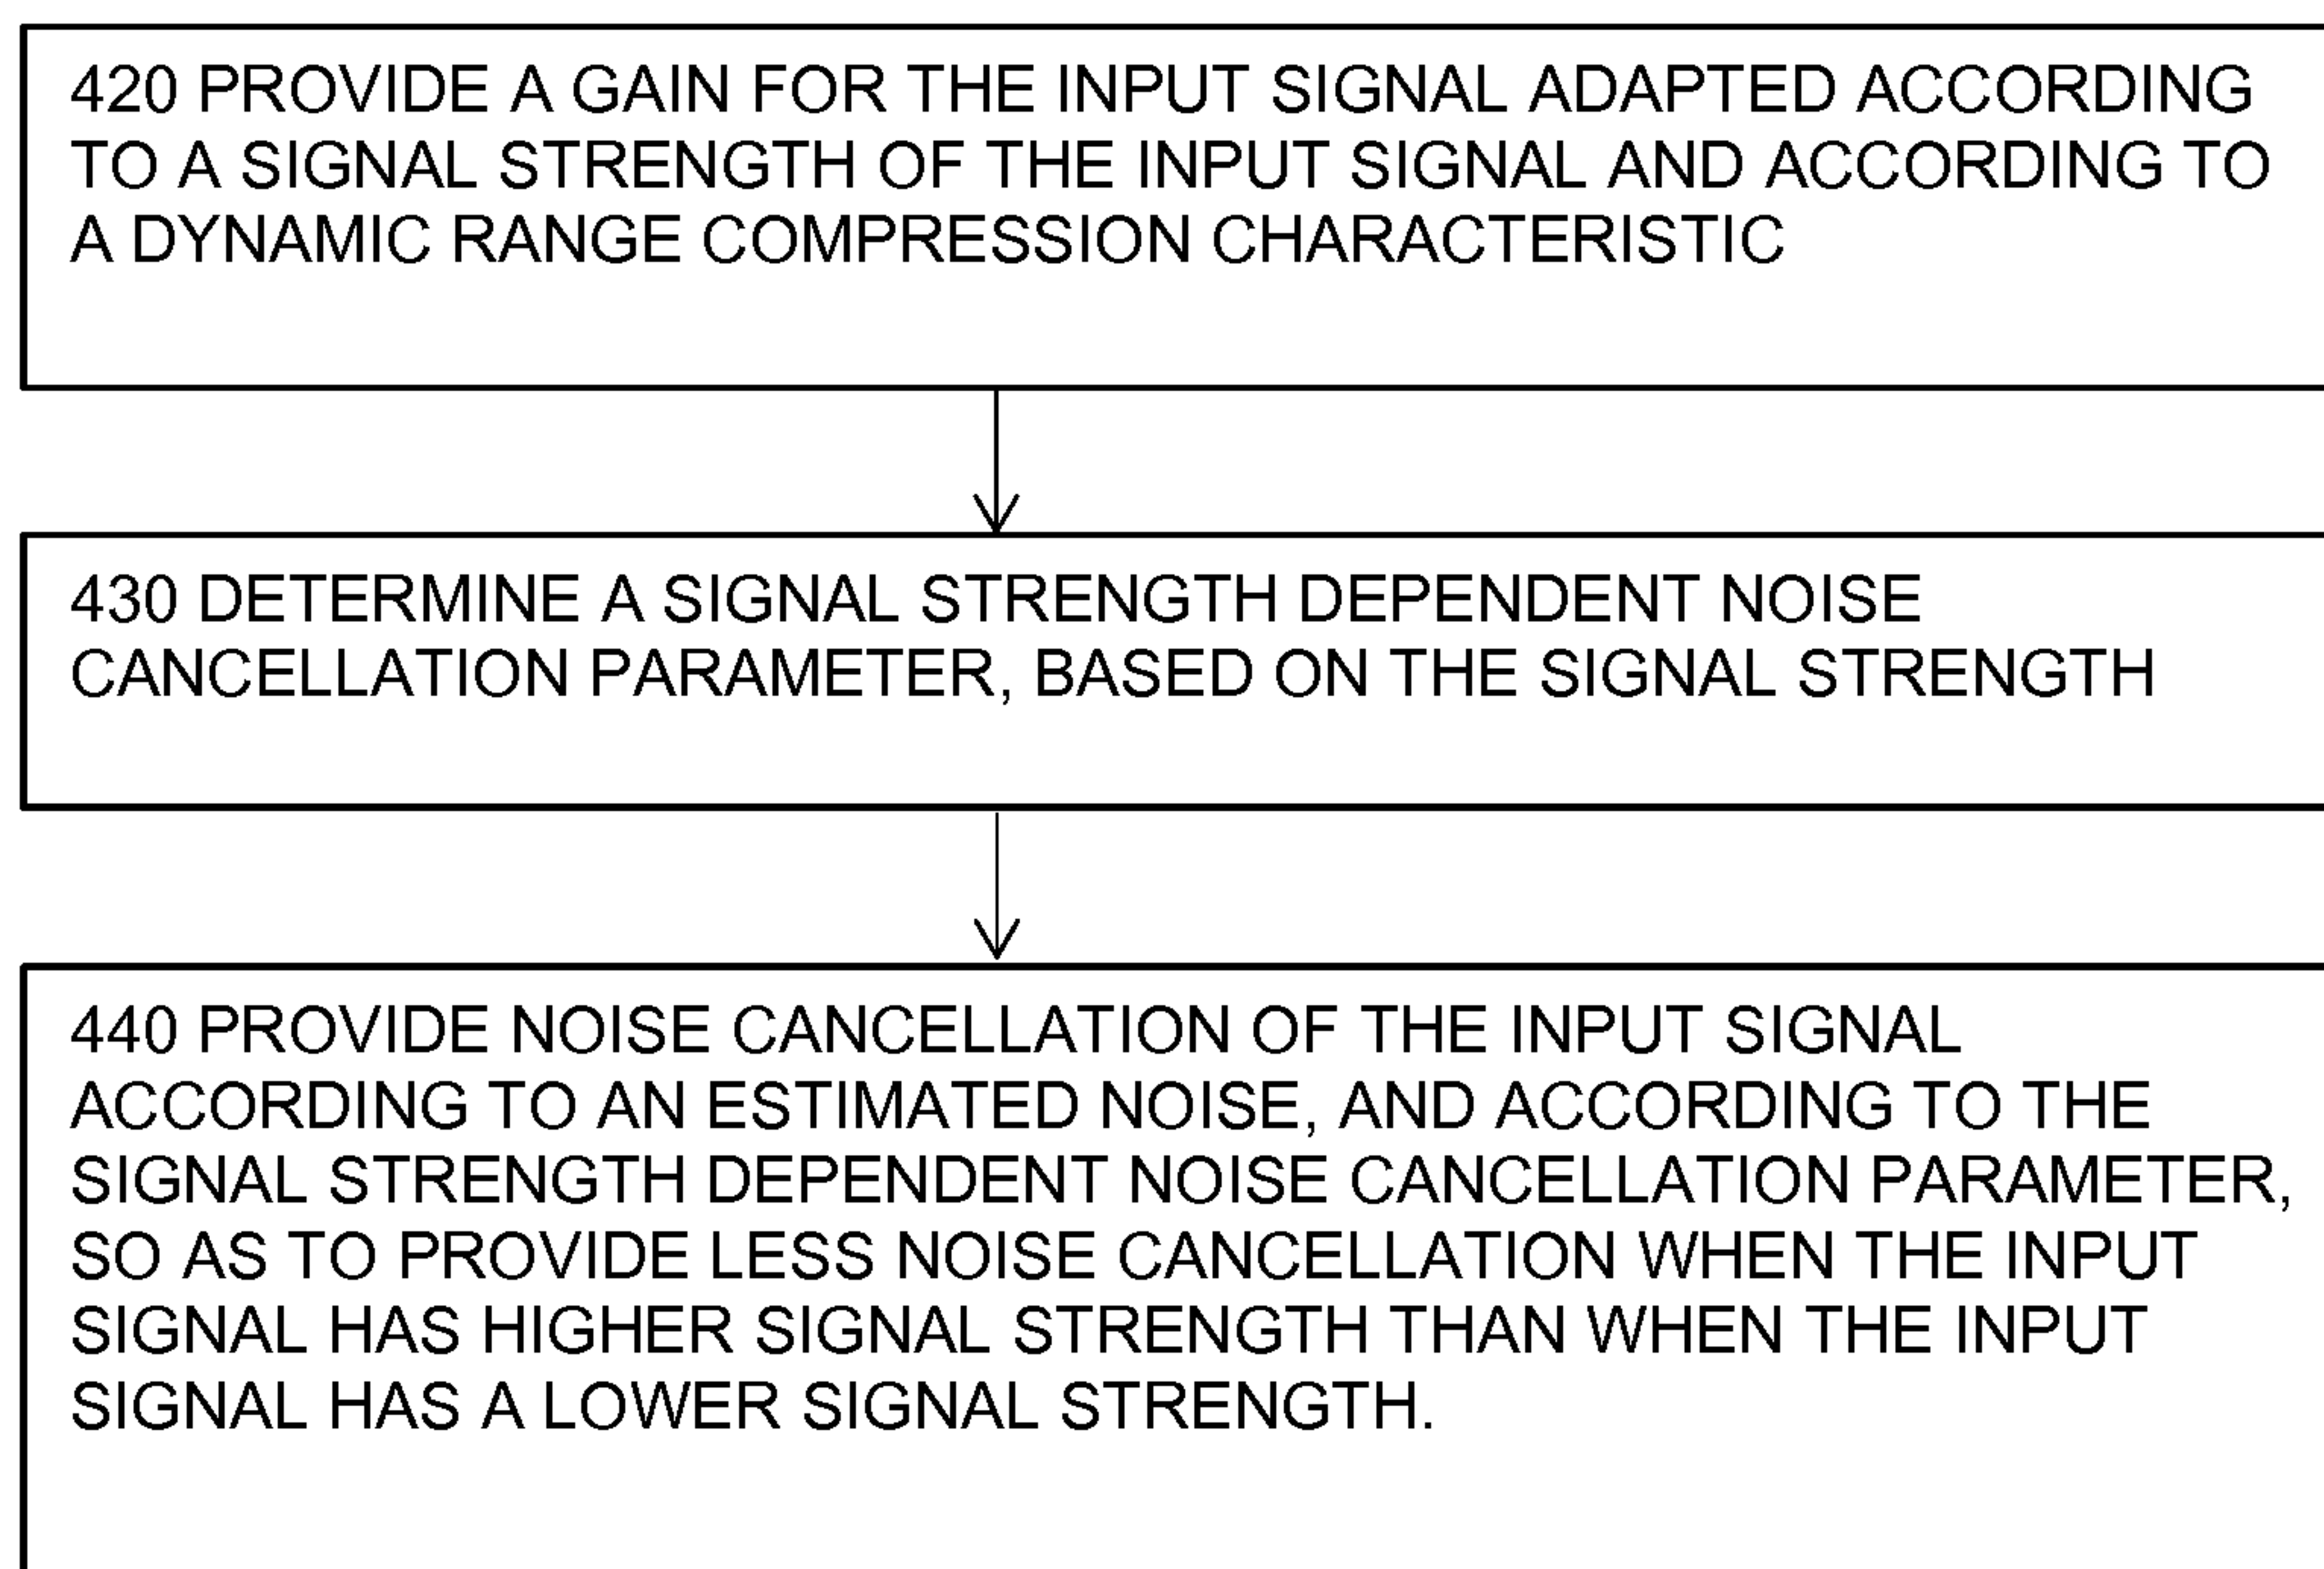 420 PROVIDE A GAIN FOR THE INPUT SIGNAL ADAPTED ACCORDING
TO A SIGNAL STRENGTH OF THE INPUT SIGNAL AND ACCORDING TO
A DYNAMIC RANGE COMPRESSION CHARACTERISTIC
430 DETERMINE A SIGNAL STRENGTH DEPENDENT NOISE
CANCELLATION PARAMETER, BASED ON THE SIGNAL STRENGTH
440 PROVIDE NOISE CANCELLATION OF THE INPUT SIGNAL
ACCORDING TO AN ESTIMATED NOISE, AND ACCORDING TO THE
SIGNAL STRENGTH DEPENDENT NOISE CANCELLATION PARAMETER,
SO AS TO PROVIDE LESS NOISE CANCELLATION WHEN THE INPUT
SIGNAL HAS HIGHER SIGNAL STRENGTH THAN WHEN THE INPUT
SIGNAL HAS A LOWER SIGNAL STRENGTH.